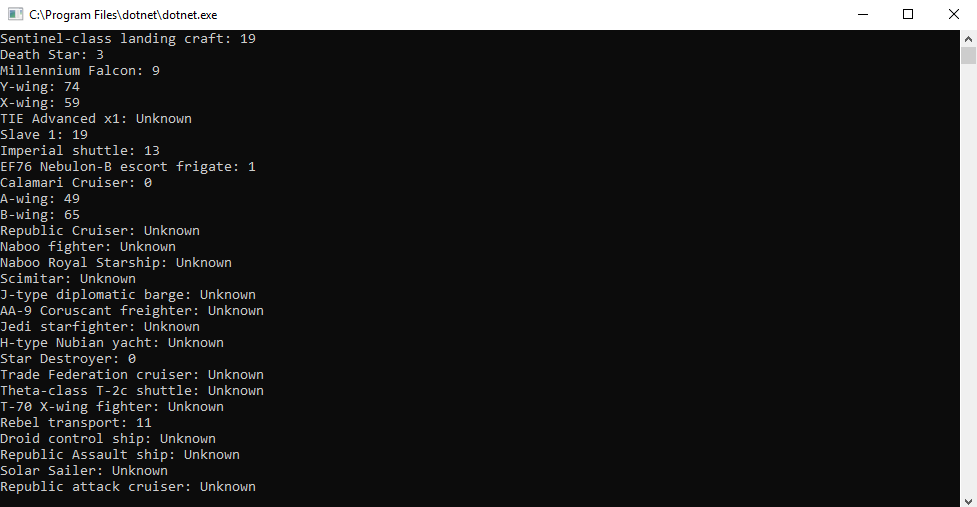 C:\Program Files\dotnet\dotnet.exe
Sentinel-class landing craft: 19
Death Star: 3
Millennium Falcon: 9
Y-wing: 74
X-wing: 59
TIE Advanced x1: Unknown
Slave 1: 19
Imperial shuttle: 13
EF76 Nebulon-B escort frigate: 1
Calamari Cruiser: 0
A-wing: 49
B-wing: 65
Republic Cruiser: Unknown
Naboo fighter: Unknown
Naboo Royal Starship: Unknown
Scimitar: Unknown
J-type diplomatic barge: Unknown
AA-9 Coruscant freighter: Unknown
Jedi starfighter: Unknown
H-type Nubian yacht: Unknown
Star Destroyer: 0
Trade Federation cruiser: Unknown
Theta-class T-2c shuttle: Unknown
T-70 X-wing fighter: Unknown
Rebel transport: 11
Droid control ship: Unknown
Republic Assault ship: Unknown
Solar Sailer: Unknown
Republic attack cruiser: Unknown